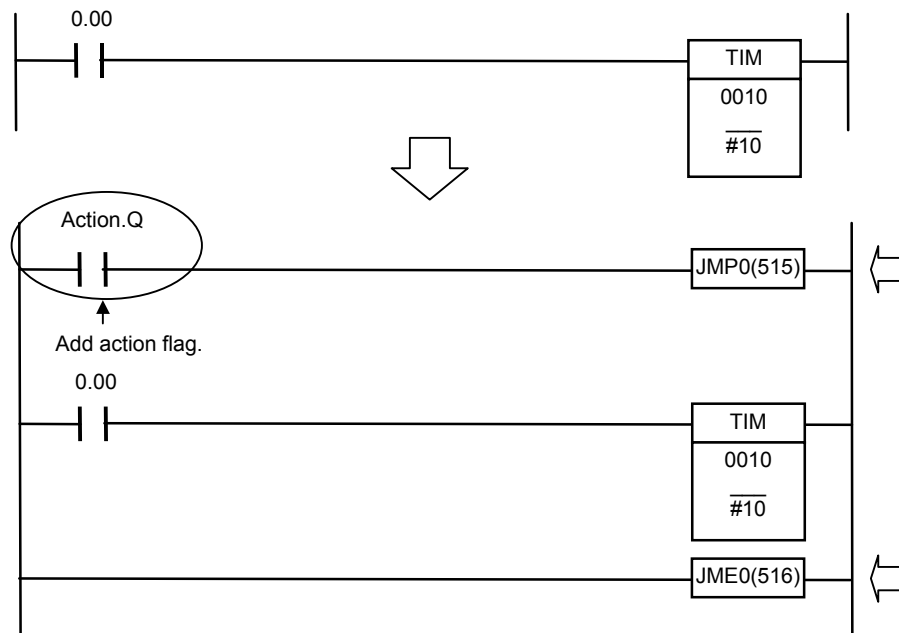 0.00
TIM
0010
#10
Action.Q
JMP0(515)
Add action flag.
0.00
TIM
0010
#10
JME0(516)